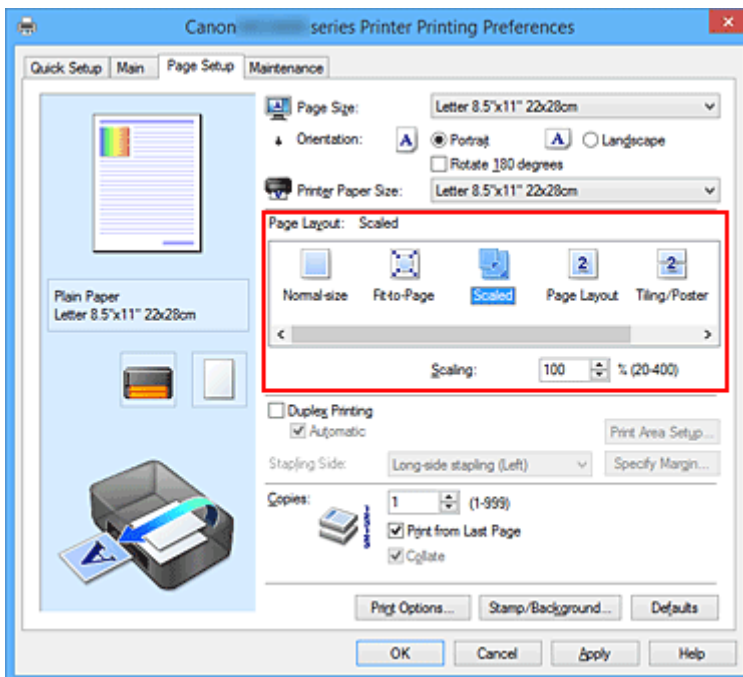 Canon series Printer Printing Preferences
Quick Setup Main Page Setup Maintenance
Page Size: Letter 8.5"x11" 22x28cm
Orientation: A Portrait A Landscape
Rotate 180 degrees
Printer Paper Size: Letter 8.5"x11" 22x28cm
Page Layout: Scaled
Normal-size Fit-to-Page Scaled Page Layout Tiling/Poster
Scaling: 100 % (20-400)
Plain Paper
Letter 8.5"x11" 22x28cm
Duplex Printing
Automatic
Print Area Setup...
Stapling Side: Long-side stapling (Left) Specify Margin...
Copies: 1 (1-999)
Print from Last Page
Collate
Print Options... Stamp/Background... Defaults
OK Cancel Apply Help